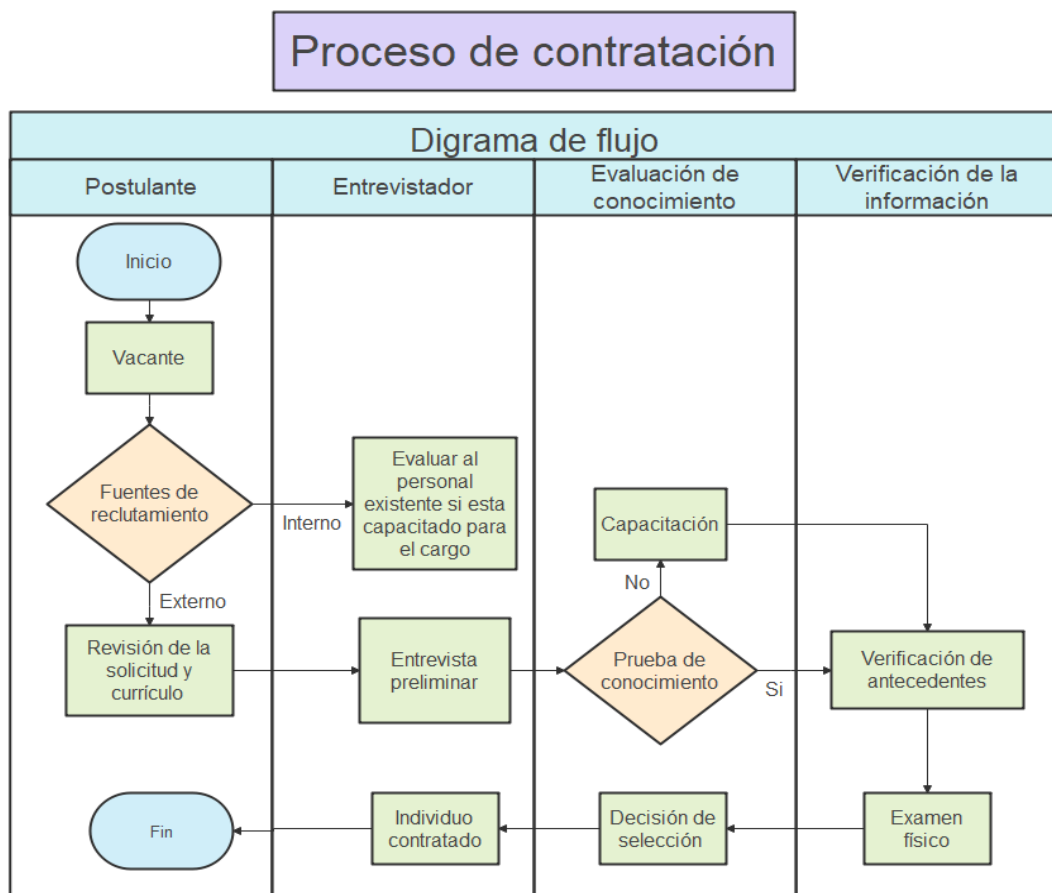 Proceso de contratación
Digrama de flujo
Postulante
Entrevistador
Evaluación de
conocimiento
Verificación de la
información
Inicio
Vacante
Fuentes de
reclutamiento
Interno
Evaluar al
personal
existente si esta
capacitado para
el cargo
Externo
Revisión de la
solicitud y
currículo
Entrevista
preliminar
Prueba de
conocimiento
No
Capacitación
Si
Verificación de
antecedentes
Examen
físico
Decisión de
selección
Individuo
contratado
Fin